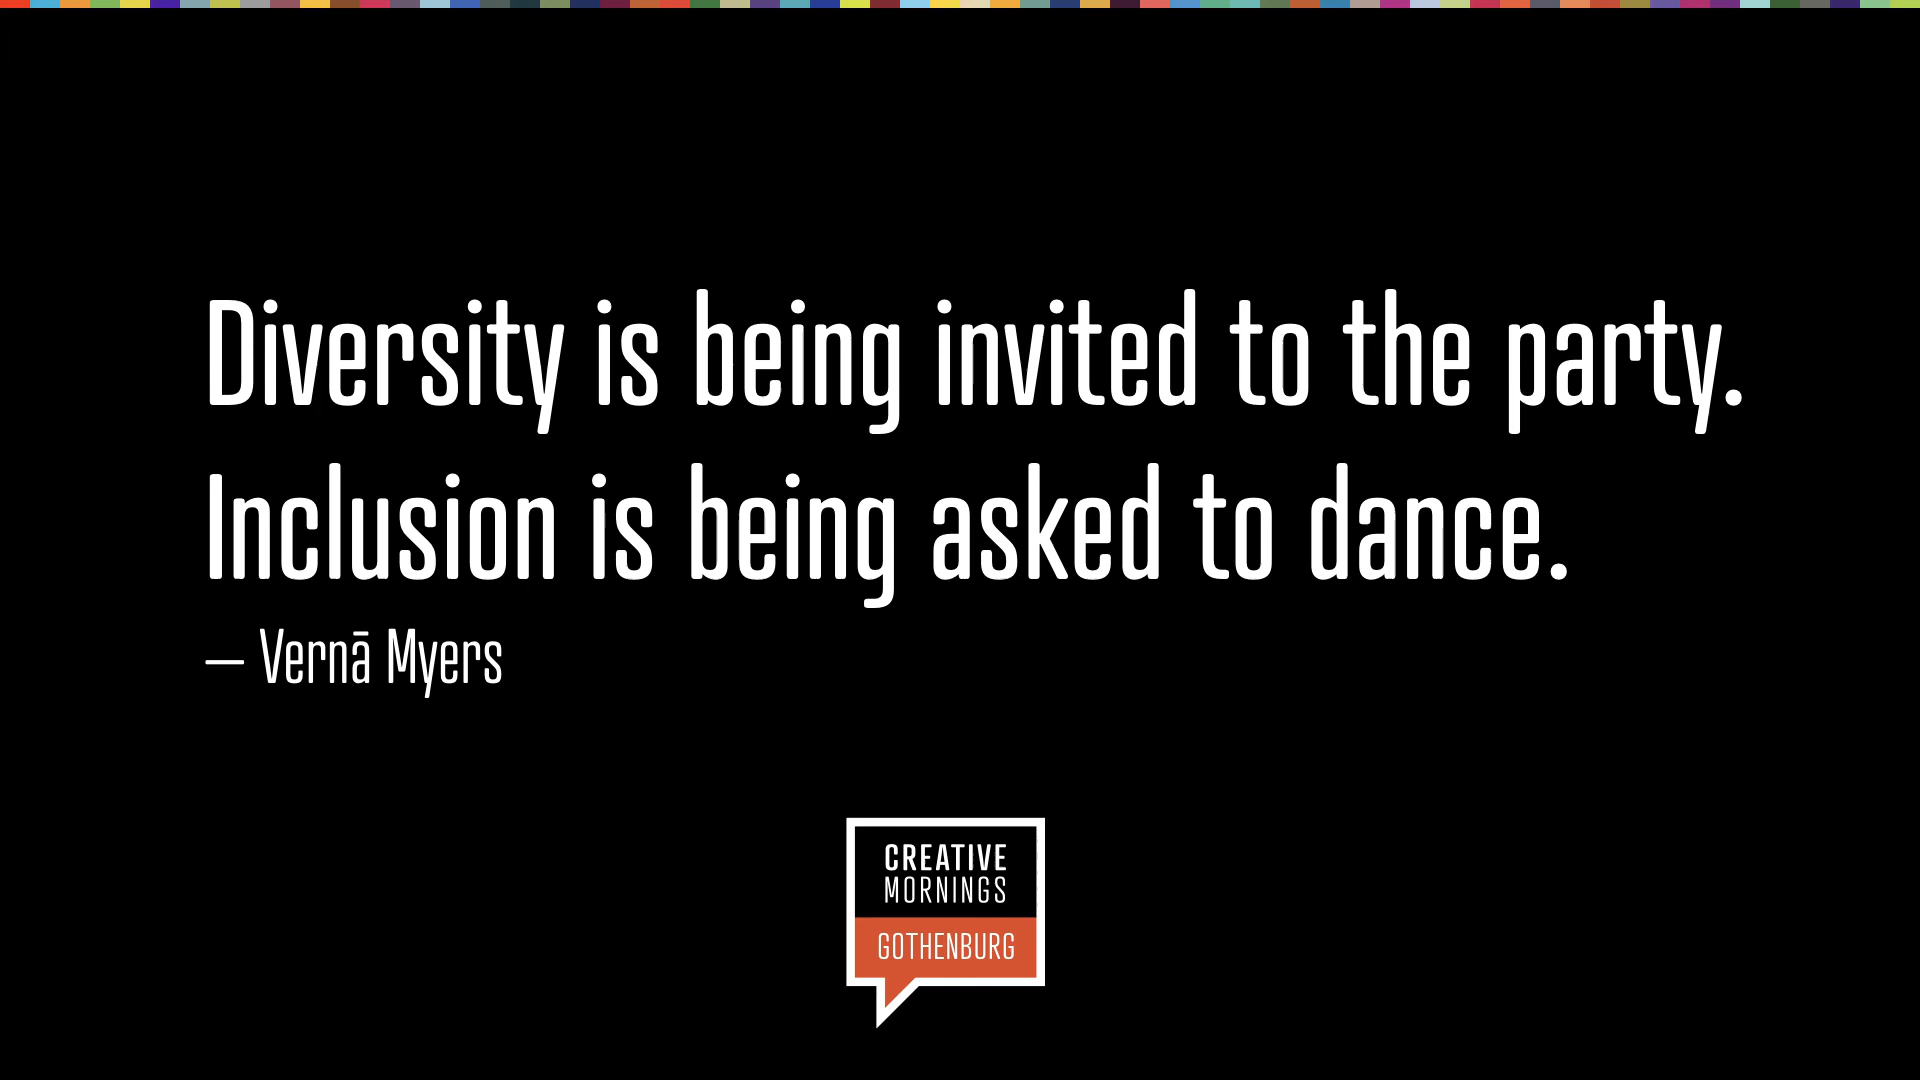 Diversity is being invited to the party.
Inclusion is being asked to dance.
— Vernā Myers
CREATIVE
MORNINGS
GOTHENBURG